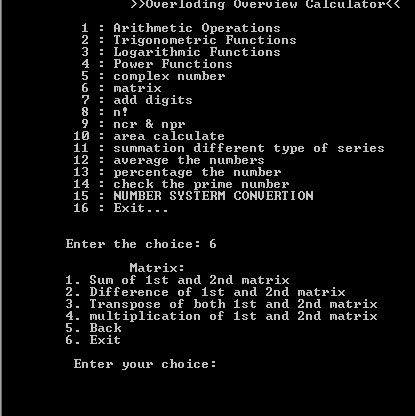 >>Overloding Overview Calculator<<
1 : Arithmetic Operations
2 : Trigonometric Functions
3 : Logarithmic Functions
4 : Power Functions
5 : complex number
6 : matrix
7 : add digits
8 : n!
9 : ncr & npr
10 : area calculate
11 : summation different type of series
12 : average the numbers
13 : percentage the number
14 : check the prime number
15 : NUMBER SYSTERM CONVERTION
16 : Exit...
Enter the choice: 6
Matrix:
1. Sum of 1st and 2nd matrix
2. Difference of 1st and 2nd matrix
3. Transpose of both 1st and 2nd matrix
4. multiplication of 1st and 2nd matrix
5. Back
6. Exit
Enter your choice: